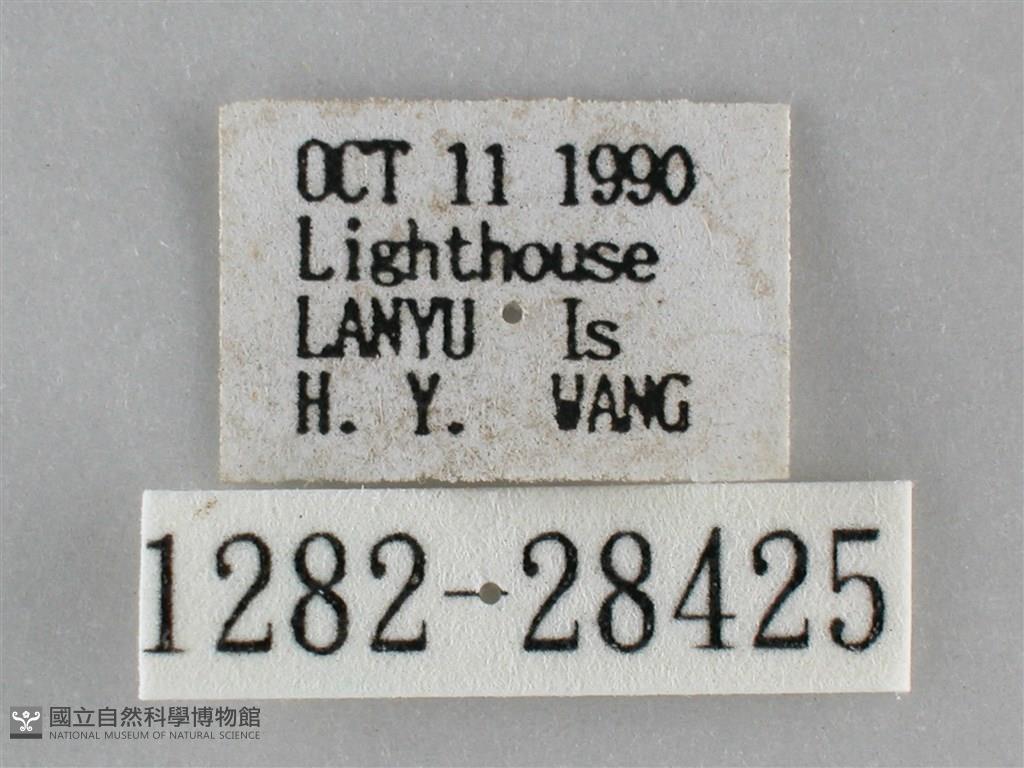 OCT 11 1990
Lighthouse
LANYU Is
H. Y. WANG
1282-28425
國立自然科學博物館
NATIONAL MUSEUM OF NATURAL SCIENCE